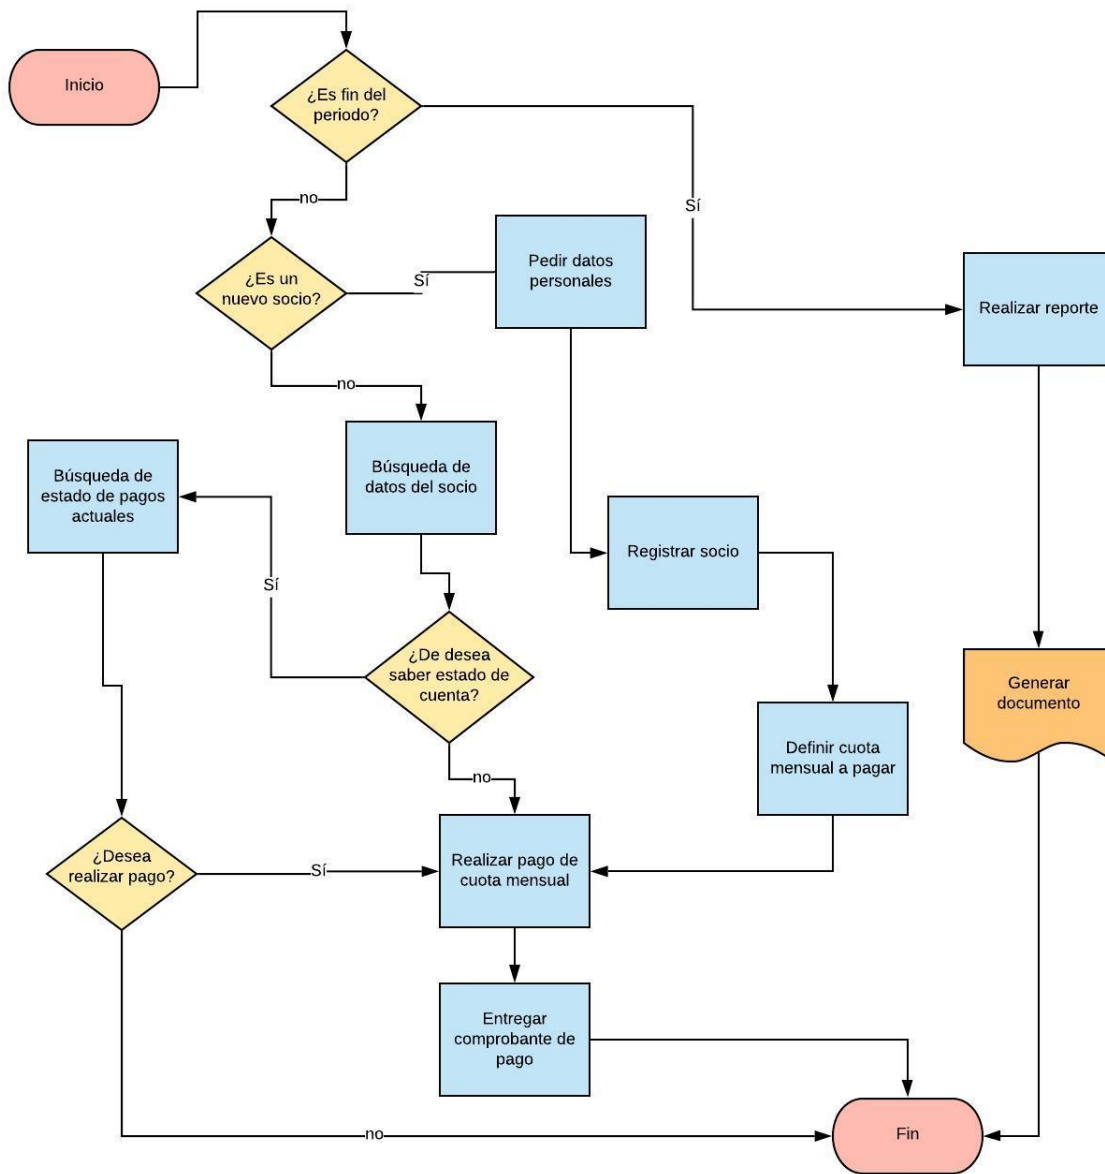 Inicio
¿Es fin del
periodo?
no
Sí
¿Es un
nuevo socio?
Sí
Pedir datos
personales
Realizar reporte
no
Búsqueda de
estado de pagos
actuales
Búsqueda de
datos del socio
Registrar socio
Sí
¿De desea
saber estado de
cuenta?
Generar
documento
Definir cuota
mensual a pagar
no
¿Desea
realizar pago?
Sí
Realizar pago de
cuota mensual
Entregar
comprobante de
pago
no
Fin